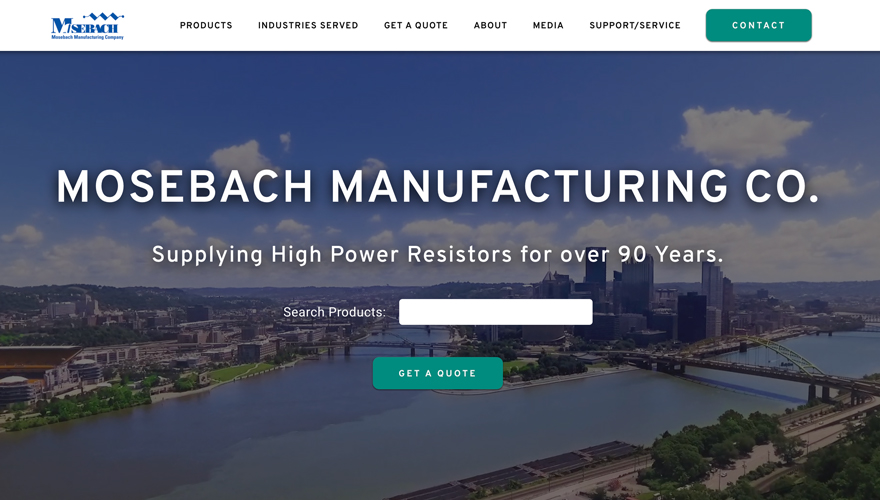 MOSEBACH
Mosebach Manufacturing Company
PRODUCTS INDUSTRIES SERVED GET A QUOTE ABOUT MEDIA SUPPORT/SERVICE CONTACT
MOSEBACH MANUFACTURING CO.
Supplying High Power Resistors for over 90 Years.
Search Products:
GET A QUOTE